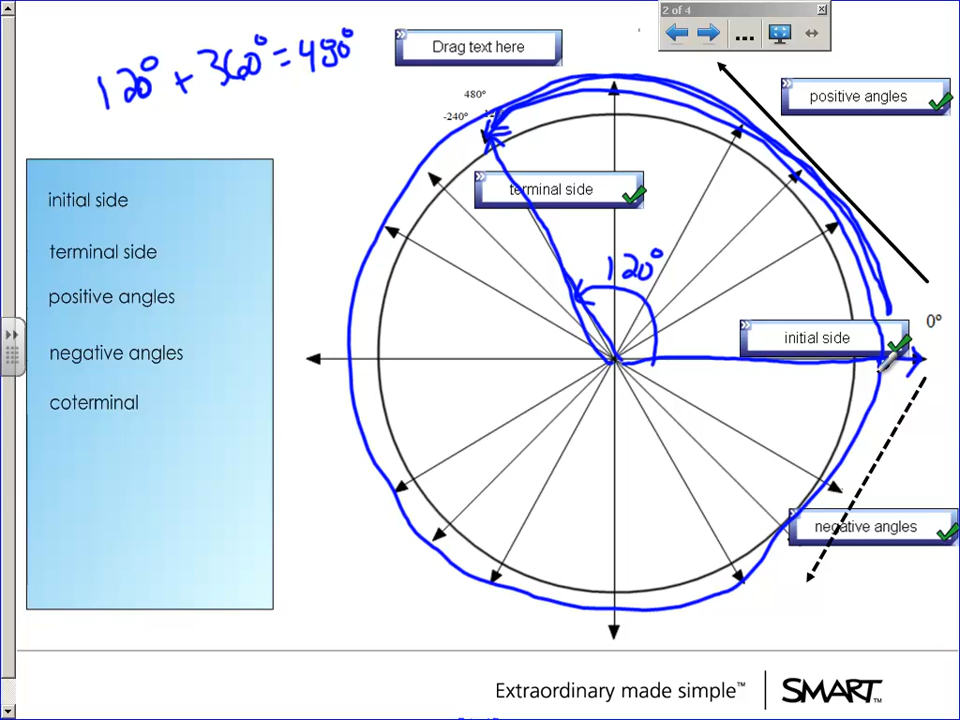 2 of 4
120° + 360° = 480°
Drag text here
480°
-240°
positive angles
terminal side
120°
initial side
terminal side
positive angles
negative angles
coterminal
0°
initial side
negative angles
Extraordinary made simple™
SMART